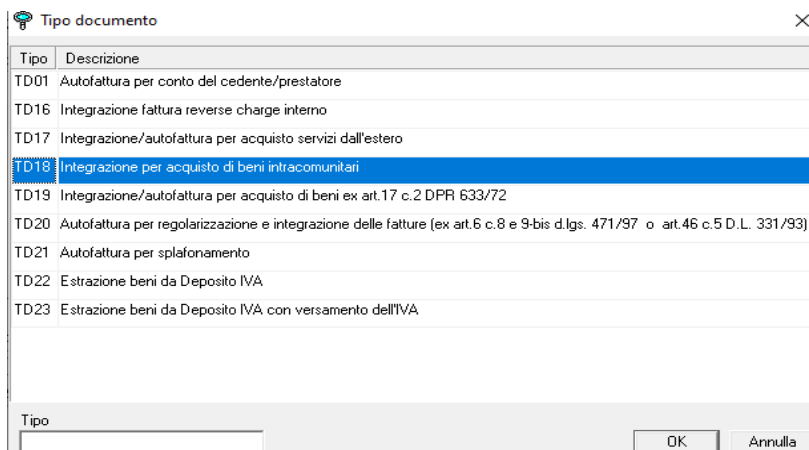 Tipo documento
Tipo Descrizione
TD01 Autofattura per conto del cedente/prestatore
TD16 Integrazione fattura reverse charge interno
TD17 Integrazione/autofattura per acquisto servizi dall'estero
TD18 Integrazione per acquisto di beni intracomunitari
TD19 Integrazione/autofattura per acquisto di beni ex art.17 c.2 DPR 633/72
TD20 Autofattura per regolarizzazione e integrazione delle fatture (ex art.6 c.8 e 9-bis d.lgs. 471/97 o art.46 c.5 D.L. 331/93)
TD21 Autofattura per splafonamento
TD22 Estrazione beni da Deposito IVA
TD23 Estrazione beni da Deposito IVA con versamento dell'IVA
Tipo
OK Annulla